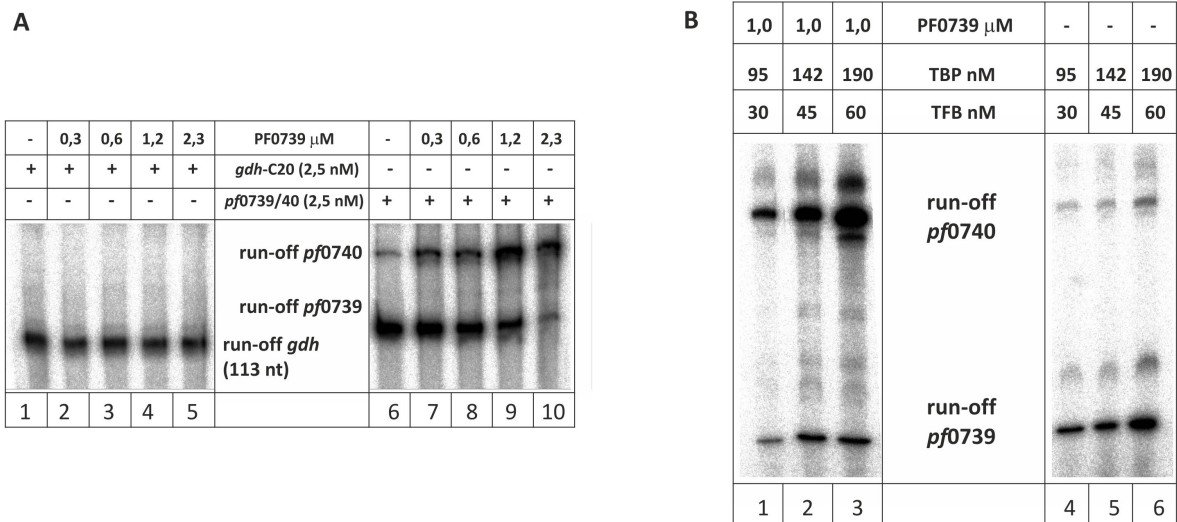 A
- 0,3 0,6 1,2 2,3 PF0739 μM - 0,3 0,6 1,2 2,3
+ + + + + gdh-C20 (2,5 nM) - - - - -
- - - - - pf0739/40 (2,5 nM) + + + + +
run-off pf0740
run-off pf0739
run-off gdh
(113 nt)
1 2 3 4 5 6 7 8 9 10
B
1,0 1,0 1,0 PF0739 μM - - -
95 142 190 TBP nM 95 142 190
30 45 60 TFB nM 30 45 60
run-off
pf0740
run-off
pf0739
1 2 3 4 5 6